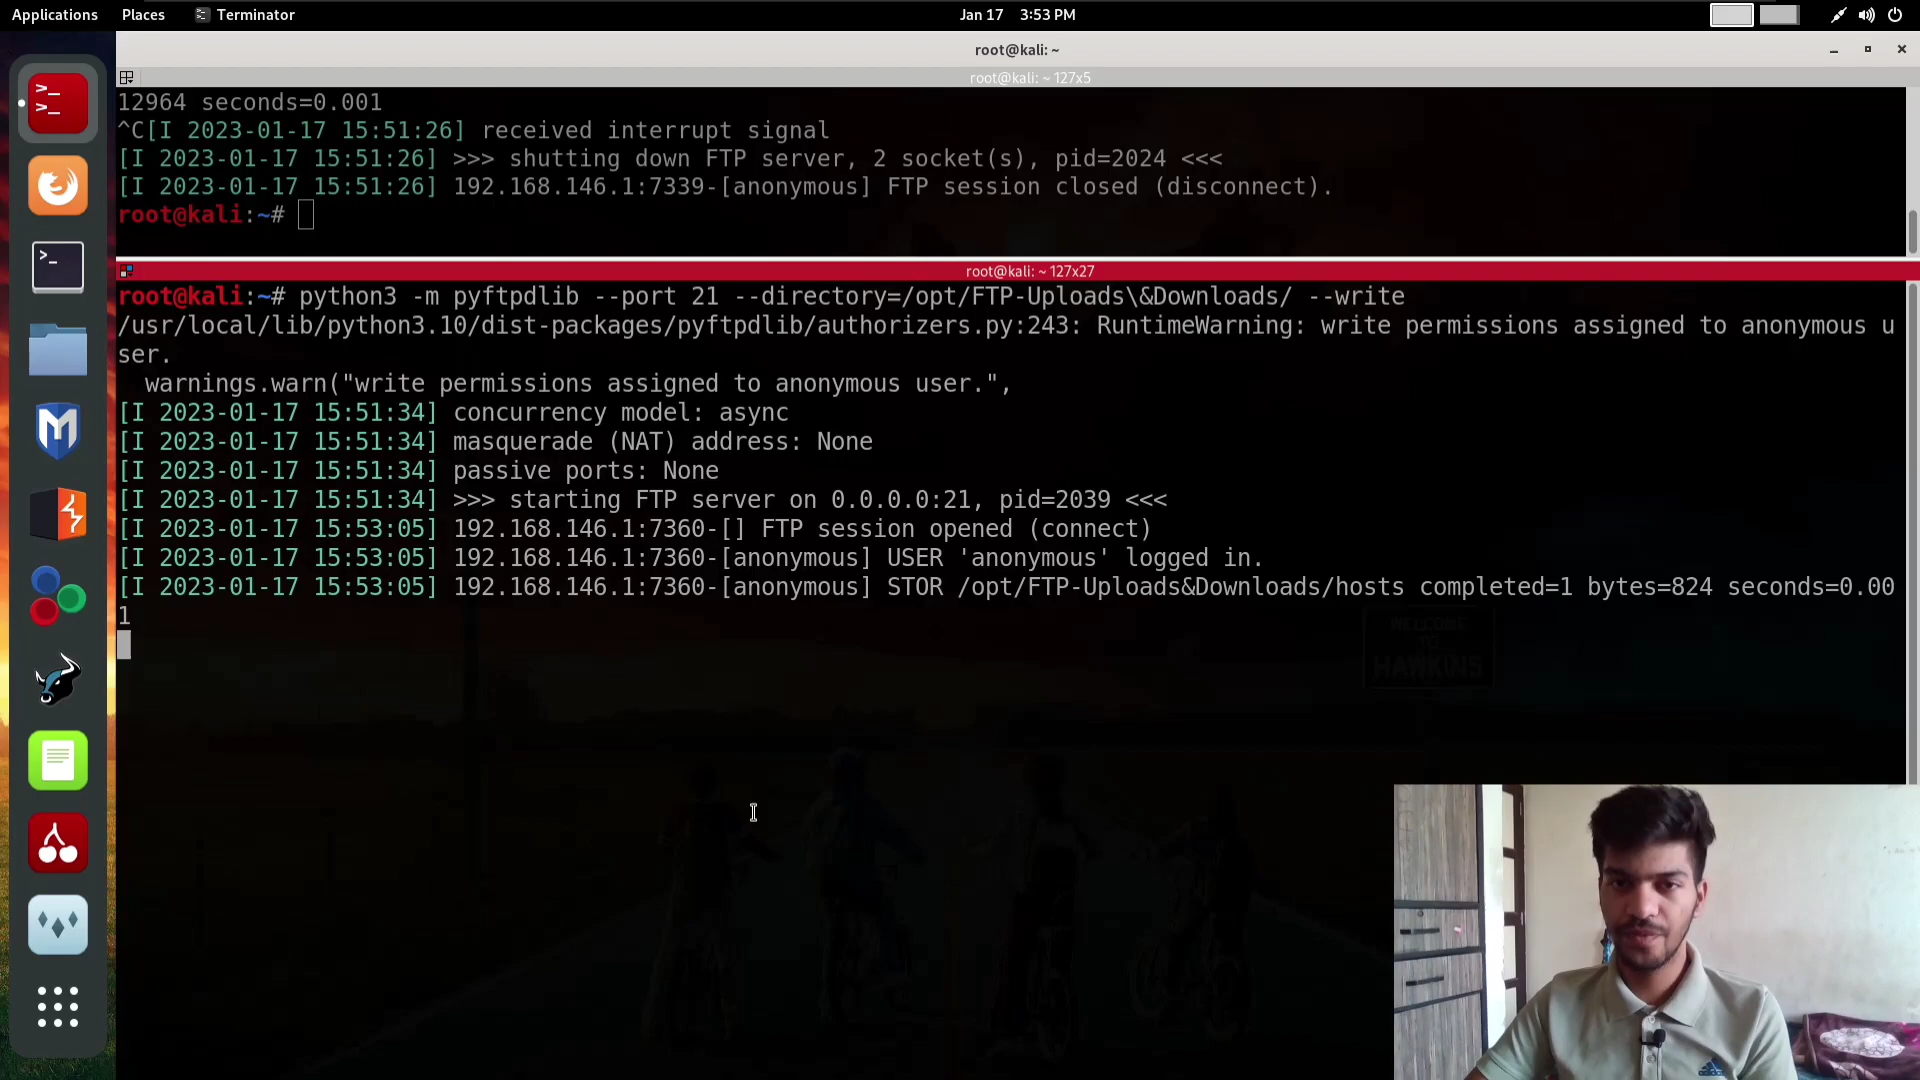 Applications Places Terminator Jan 17 3:53 PM
root@kali: ~
root@kali: ~ 127x5
12964 seconds=0.001
^C[I 2023-01-17 15:51:26] received interrupt signal
[I 2023-01-17 15:51:26] >>> shutting down FTP server, 2 socket(s), pid=2024 <<<
[I 2023-01-17 15:51:26] 192.168.146.1:7339-[anonymous] FTP session closed (disconnect).
root@kali:~#
root@kali: ~ 127x27
root@kali:~# python3 -m pyftpdlib --port 21 --directory=/opt/FTP-Uploads\&Downloads/ --write
/usr/local/lib/python3.10/dist-packages/pyftpdlib/authorizers.py:243: RuntimeWarning: write permissions assigned to anonymous u
ser.
warnings.warn("write permissions assigned to anonymous user.",
[I 2023-01-17 15:51:34] concurrency model: async
[I 2023-01-17 15:51:34] masquerade (NAT) address: None
[I 2023-01-17 15:51:34] passive ports: None
[I 2023-01-17 15:51:34] >>> starting FTP server on 0.0.0.0:21, pid=2039 <<<
[I 2023-01-17 15:53:05] 192.168.146.1:7360-[] FTP session opened (connect)
[I 2023-01-17 15:53:05] 192.168.146.1:7360-[anonymous] USER 'anonymous' logged in.
[I 2023-01-17 15:53:05] 192.168.146.1:7360-[anonymous] STOR /opt/FTP-Uploads&Downloads/hosts completed=1 bytes=824 seconds=0.00
1
WELCOME
TO
HAWKINS